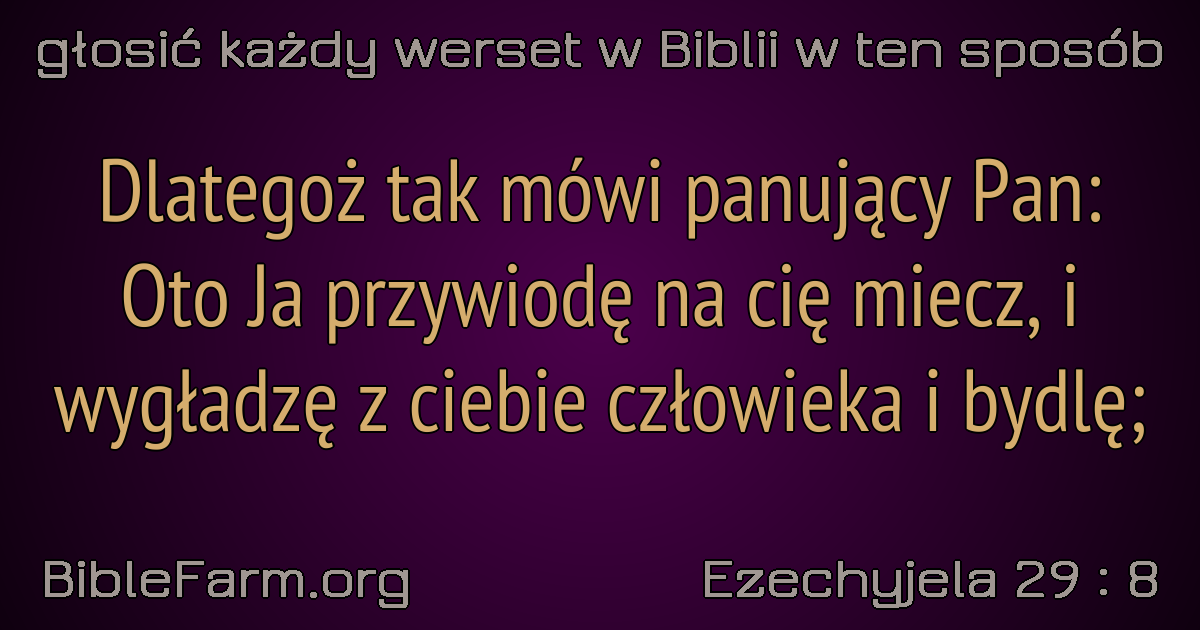 głosić każdy werset w Biblii w ten sposób
Dlategoż tak mówi panujący Pan:
Oto Ja przywiodę na cię miecz, i
wygładzę z ciebie człowieka i bydlę;
BibleFarm.org
Ezechyjela 29 : 8